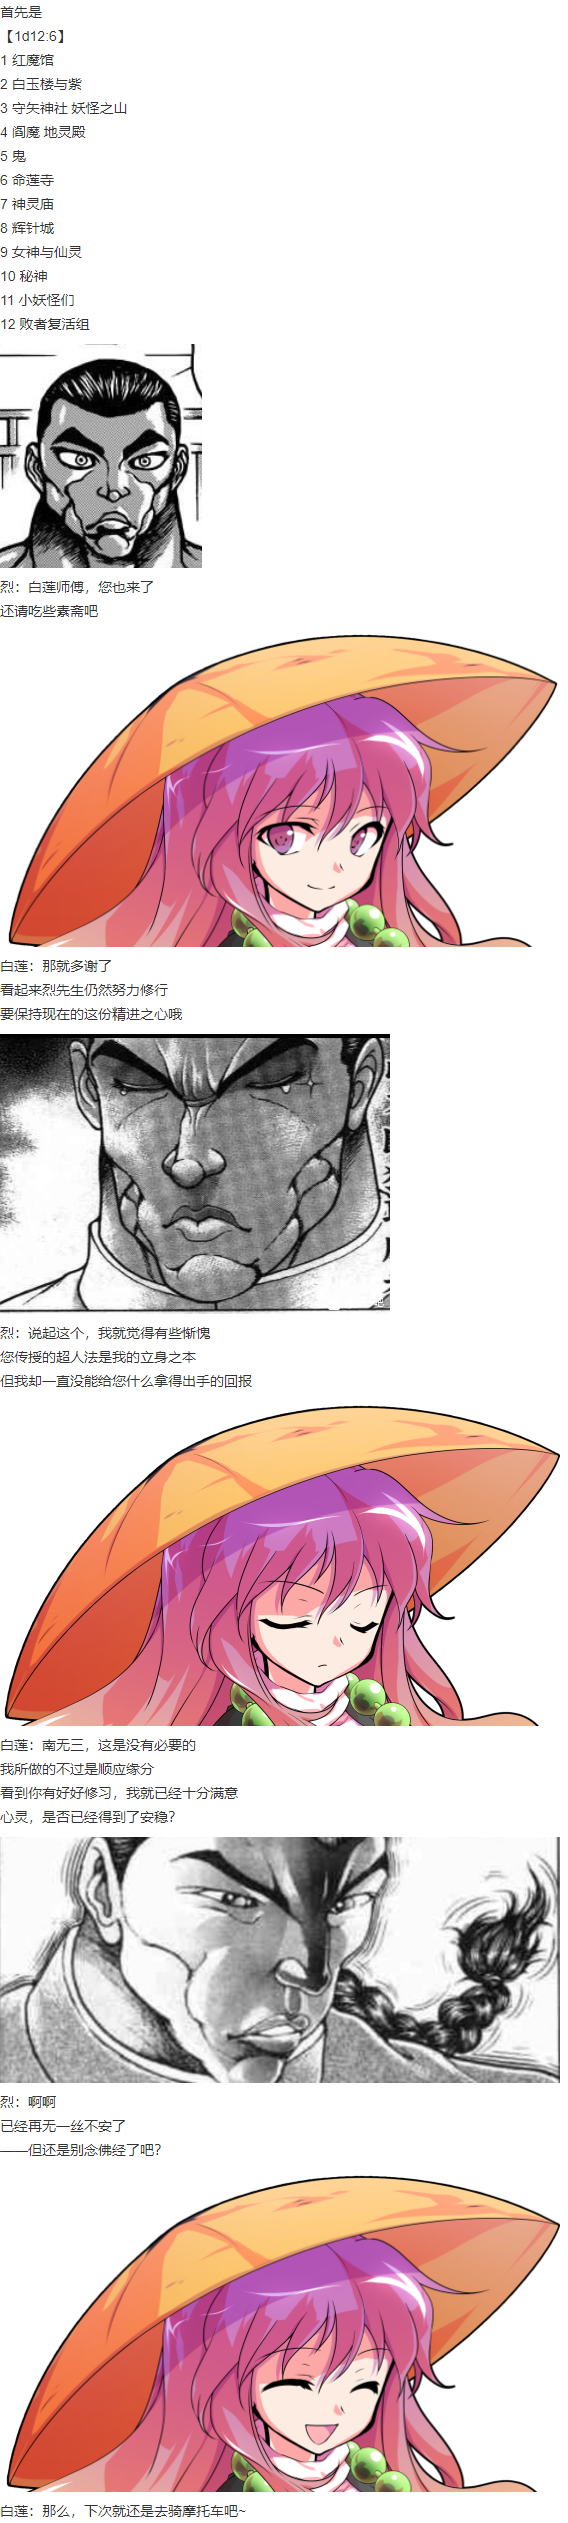 首先是
【1d12:6】
1 红魔馆
2 白玉楼与紫
3 守矢神社 妖怪之山
4 阎魔 地灵殿
5 鬼
6 命莲寺
7 神灵庙
8 辉针城
9 女神与仙灵
10 秘神
11 小妖怪们
12 败者复活组
烈：白莲师傅，您也来了
还请吃些素斋吧
白莲：那就多谢了
看起来烈先生仍然努力修行
要保持现在的这份精进之心哦
烈：说起这个，我就觉得有些惭愧
您传授的超人法是我的立身之本
但我却一直没能给您什么拿得出手的回报
白莲：南无三，这是没有必要的
我所做的不过是顺应缘分
看到你有好好修习，我就已经十分满意
心灵，是否已经得到了安稳？
烈：啊啊
已经再无一丝不安了
——但还是别念佛经了吧？
白莲：那么，下次就还是去骑摩托车吧~